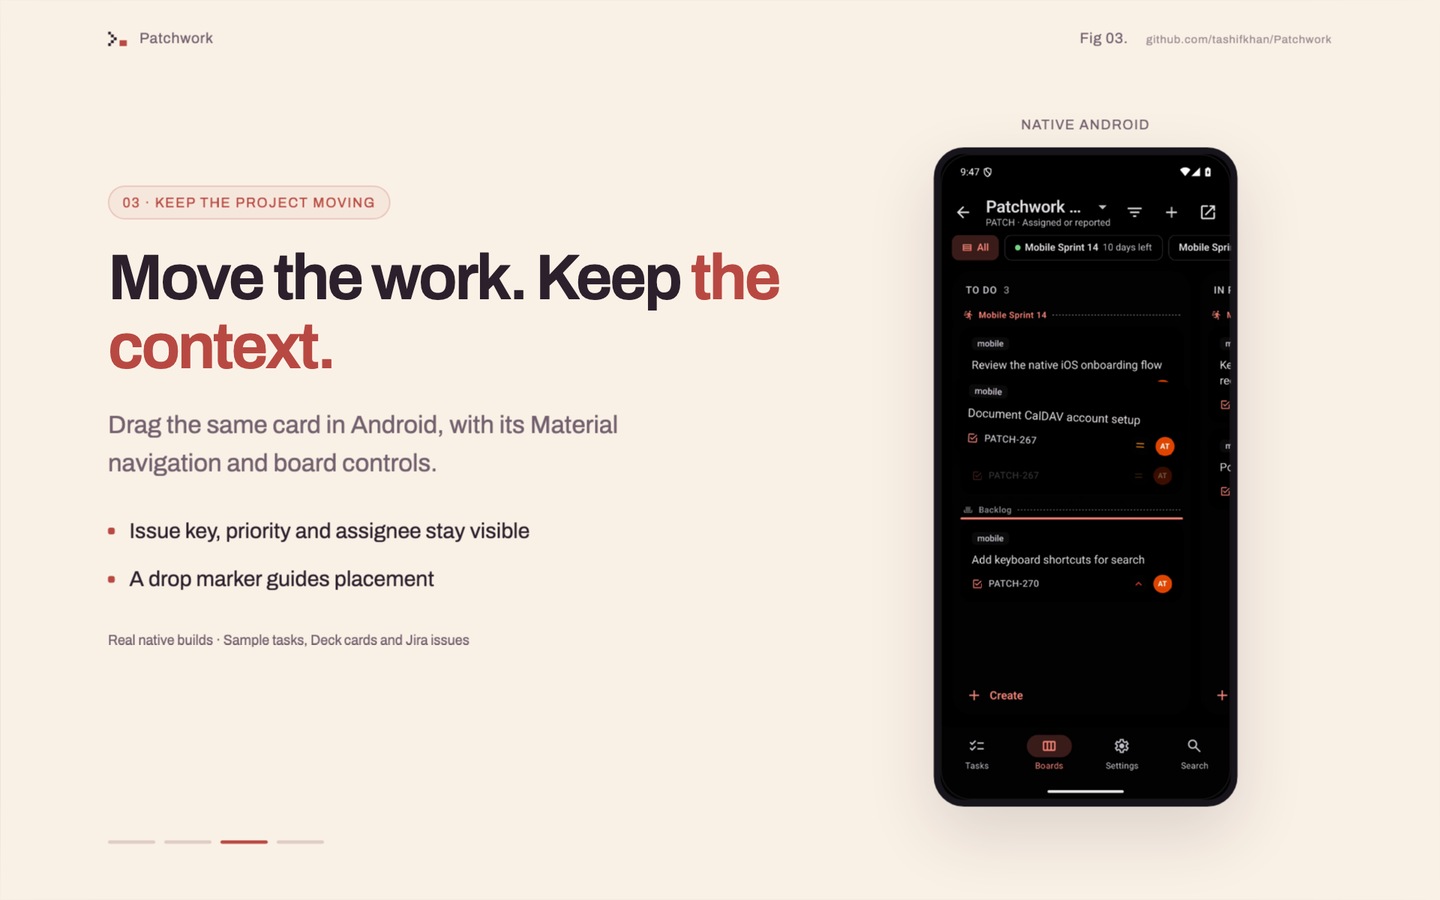 Patchwork
Fig 03. github.com/tashifkhan/Patchwork
03 · KEEP THE PROJECT MOVING
Move the work. Keep the
context.
Drag the same card in Android, with its Material
navigation and board controls.
Issue key, priority and assignee stay visible
A drop marker guides placement
Real native builds · Sample tasks, Deck cards and Jira issues
NATIVE ANDROID
9:47
Patchwork ...
PATCH · Assigned or reported
All
Mobile Sprint 14 10 days left
Mobile Spri
TO DO 3
Mobile Sprint 14
mobile
Review the native iOS onboarding flow
mobile
Document CalDAV account setup
PATCH-267
AT
PATCH-267
AT
Backlog
mobile
Add keyboard shortcuts for search
PATCH-270
AT
Create
Tasks
Boards
Settings
Search